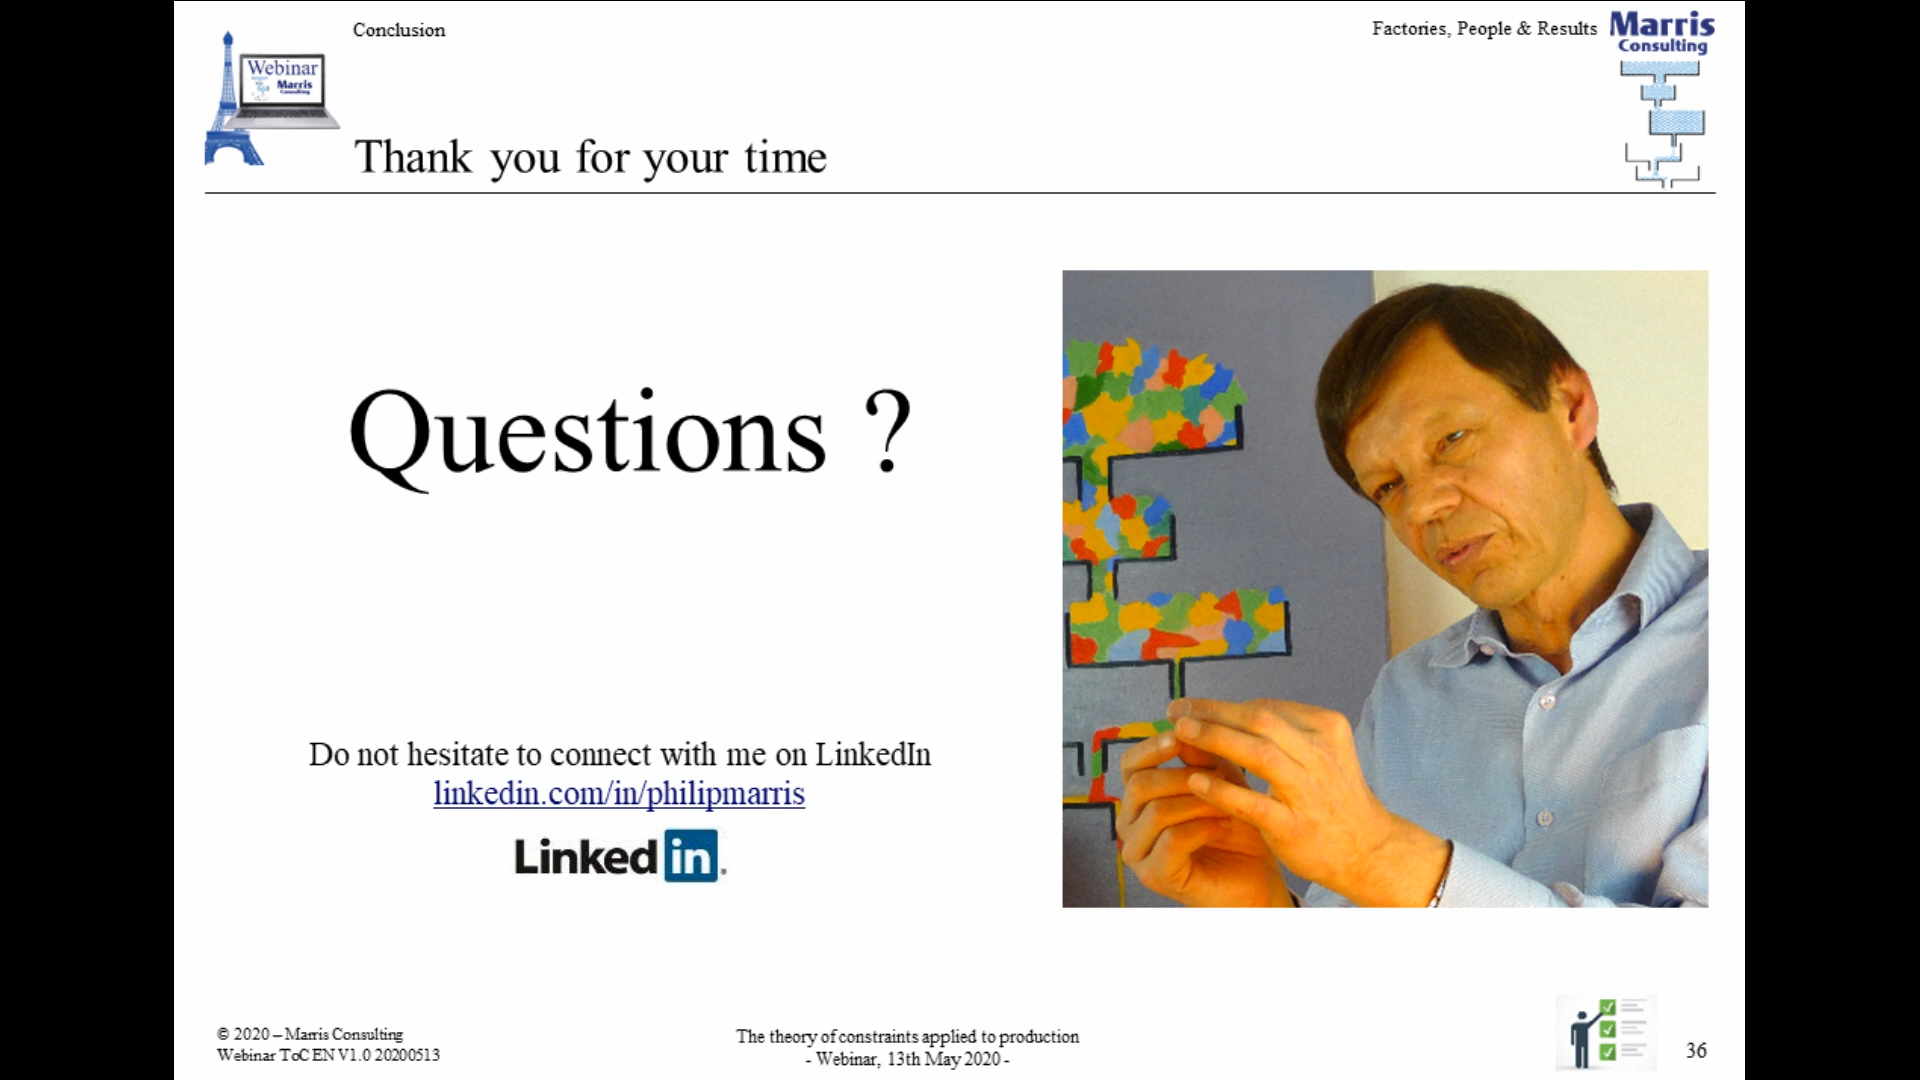 Conclusion
Factories, People & Results
Marris
Consulting
Webinar
Marris
Consulting
Thank you for your time
Questions ?
Do not hesitate to connect with me on LinkedIn
linkedin.com/in/philipmarris
Linked in
© 2020 – Marris Consulting
Webinar ToC EN V1.0 20200513
The theory of constraints applied to production
- Webinar, 13th May 2020 -
36